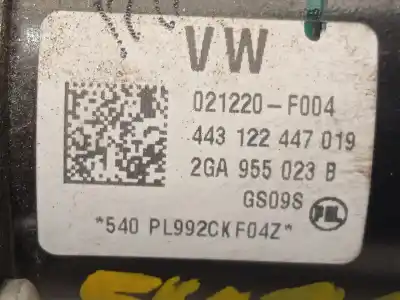 VW
021220-F004
443 122 447 019
2GA 955 023 B
GS09S
*540 PL992CKF04Z*